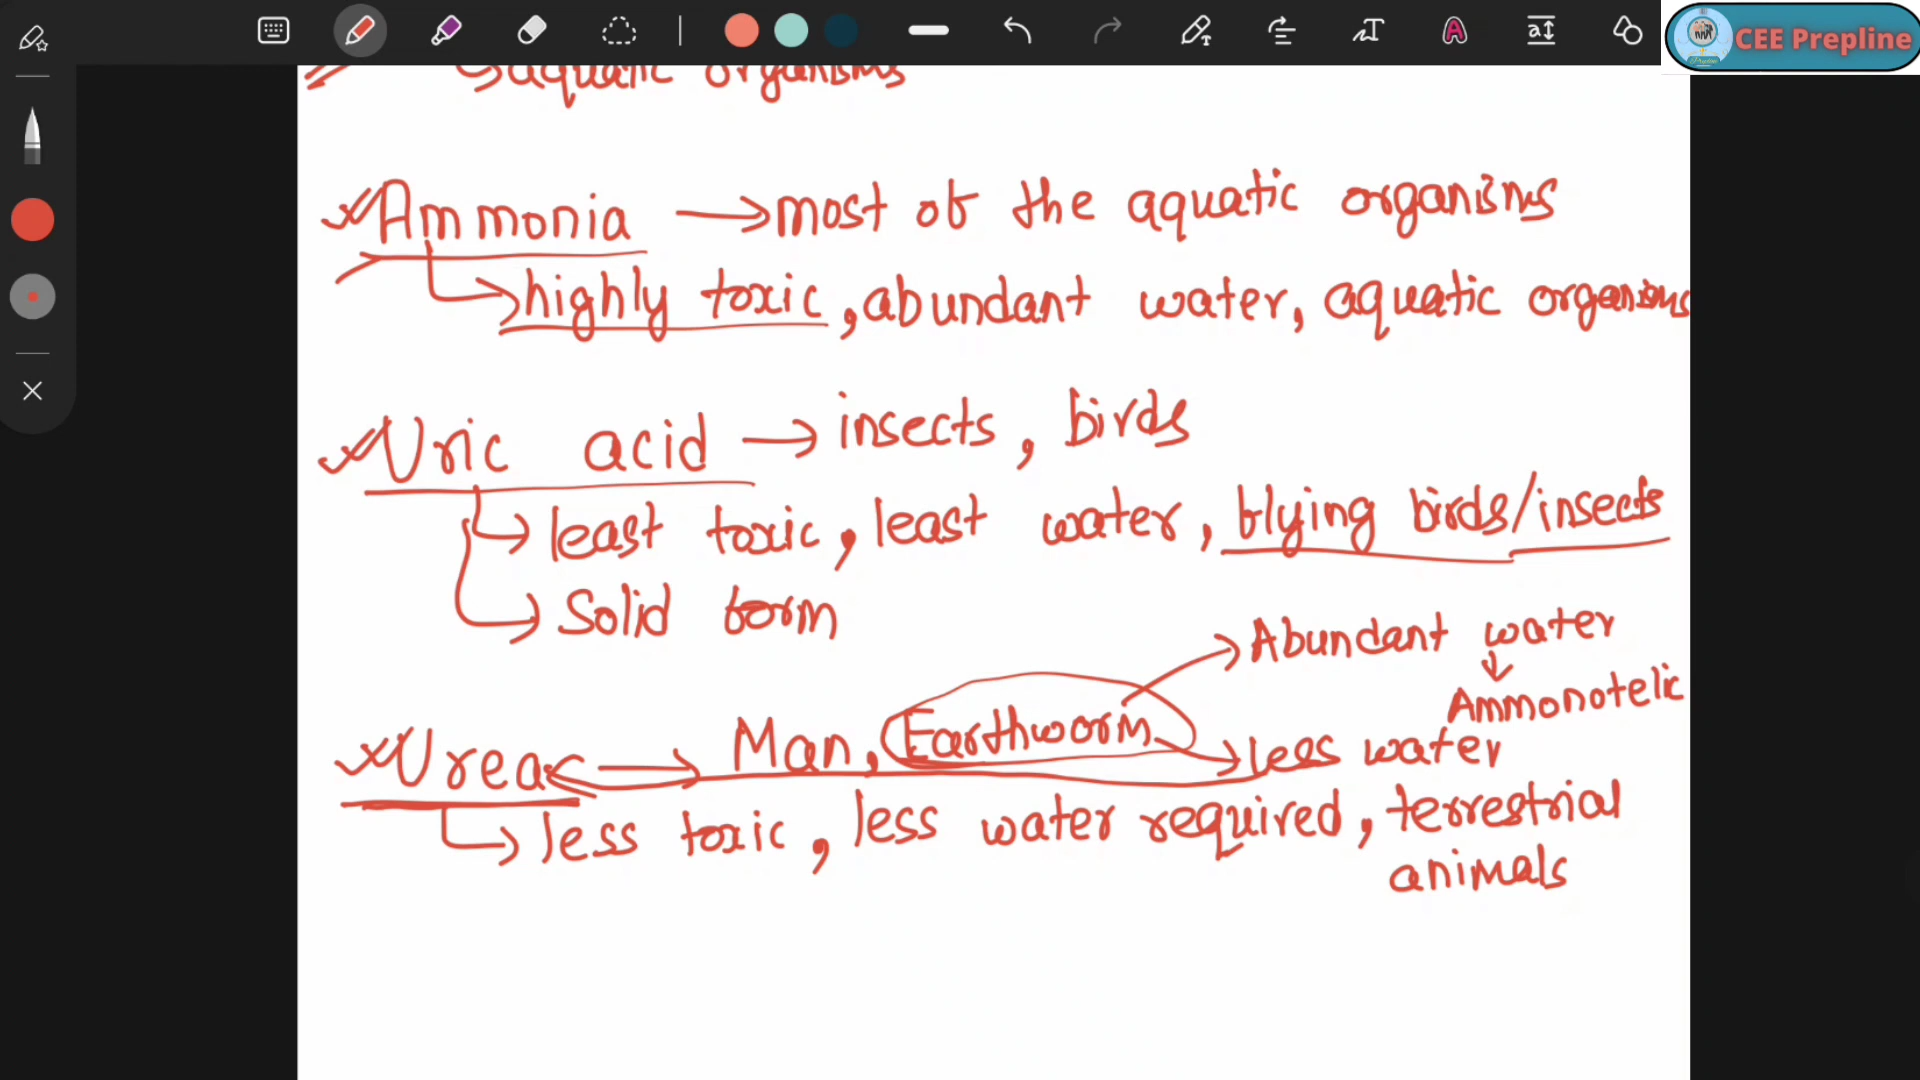 CEE Prepline
aquatic organisms
Ammonia → most of the aquatic organisms
highly toxic, abundant water, aquatic organisms
Uric acid → insects, birds
least toxic, least water, flying birds/insects
Solid form
Abundant water
Ammonotelic
Urea → Man, Earthworm
Less water
less toxic, less water required, terrestrial
animals